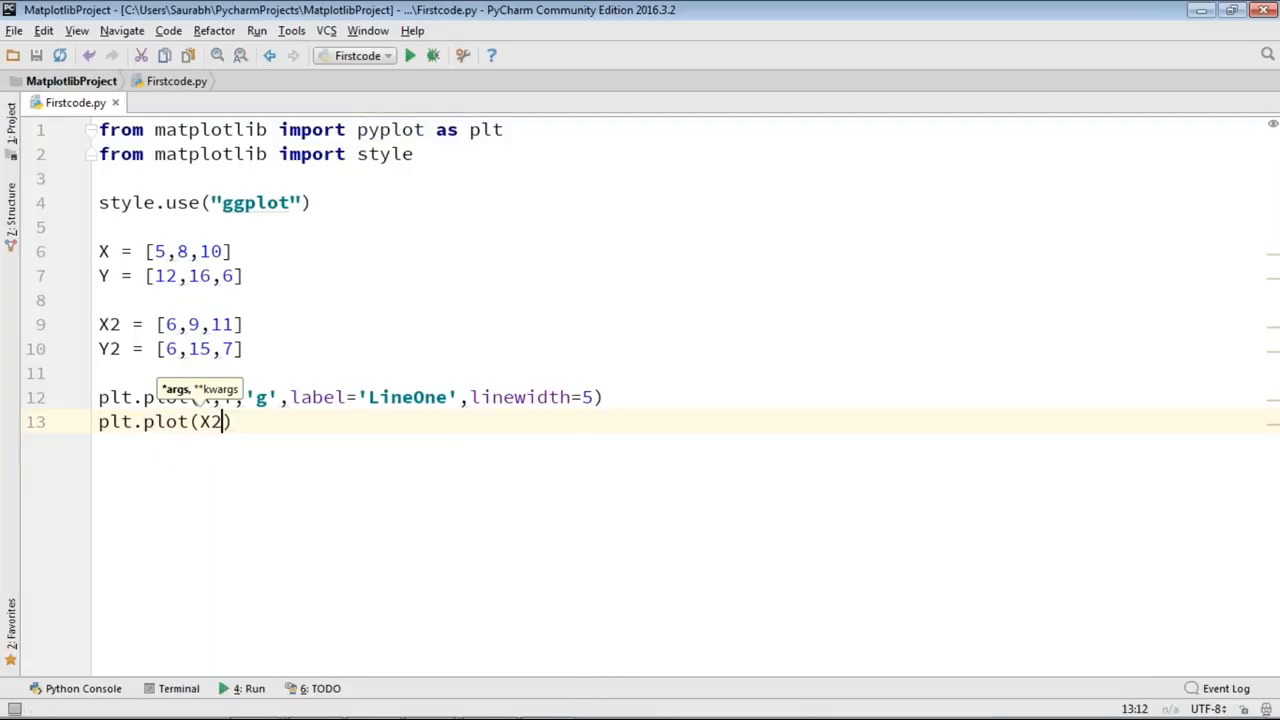 MatplotlibProject - [C:\Users\Saurabh\PycharmProjects\MatplotlibProject] - ...\Firstcode.py - PyCharm Community Edition 2016.3.2
File Edit View Navigate Code Refactor Run Tools VCS Window Help
Firstcode
MatplotlibProject Firstcode.py
Firstcode.py
1: Project
Z: Structure
2: Favorites
1 from matplotlib import pyplot as plt
2 from matplotlib import style
3
4 style.use("ggplot")
5
6 X = [5,8,10]
7 Y = [12,16,6]
8
9 X2 = [6,9,11]
10 Y2 = [6,15,7]
11
*args, **kwargs
12 plt.plot(X,Y,'g',label='LineOne',linewidth=5)
13 plt.plot(X2)
Python Console Terminal 4: Run 6: TODO Event Log
13:12 n/a UTF-8